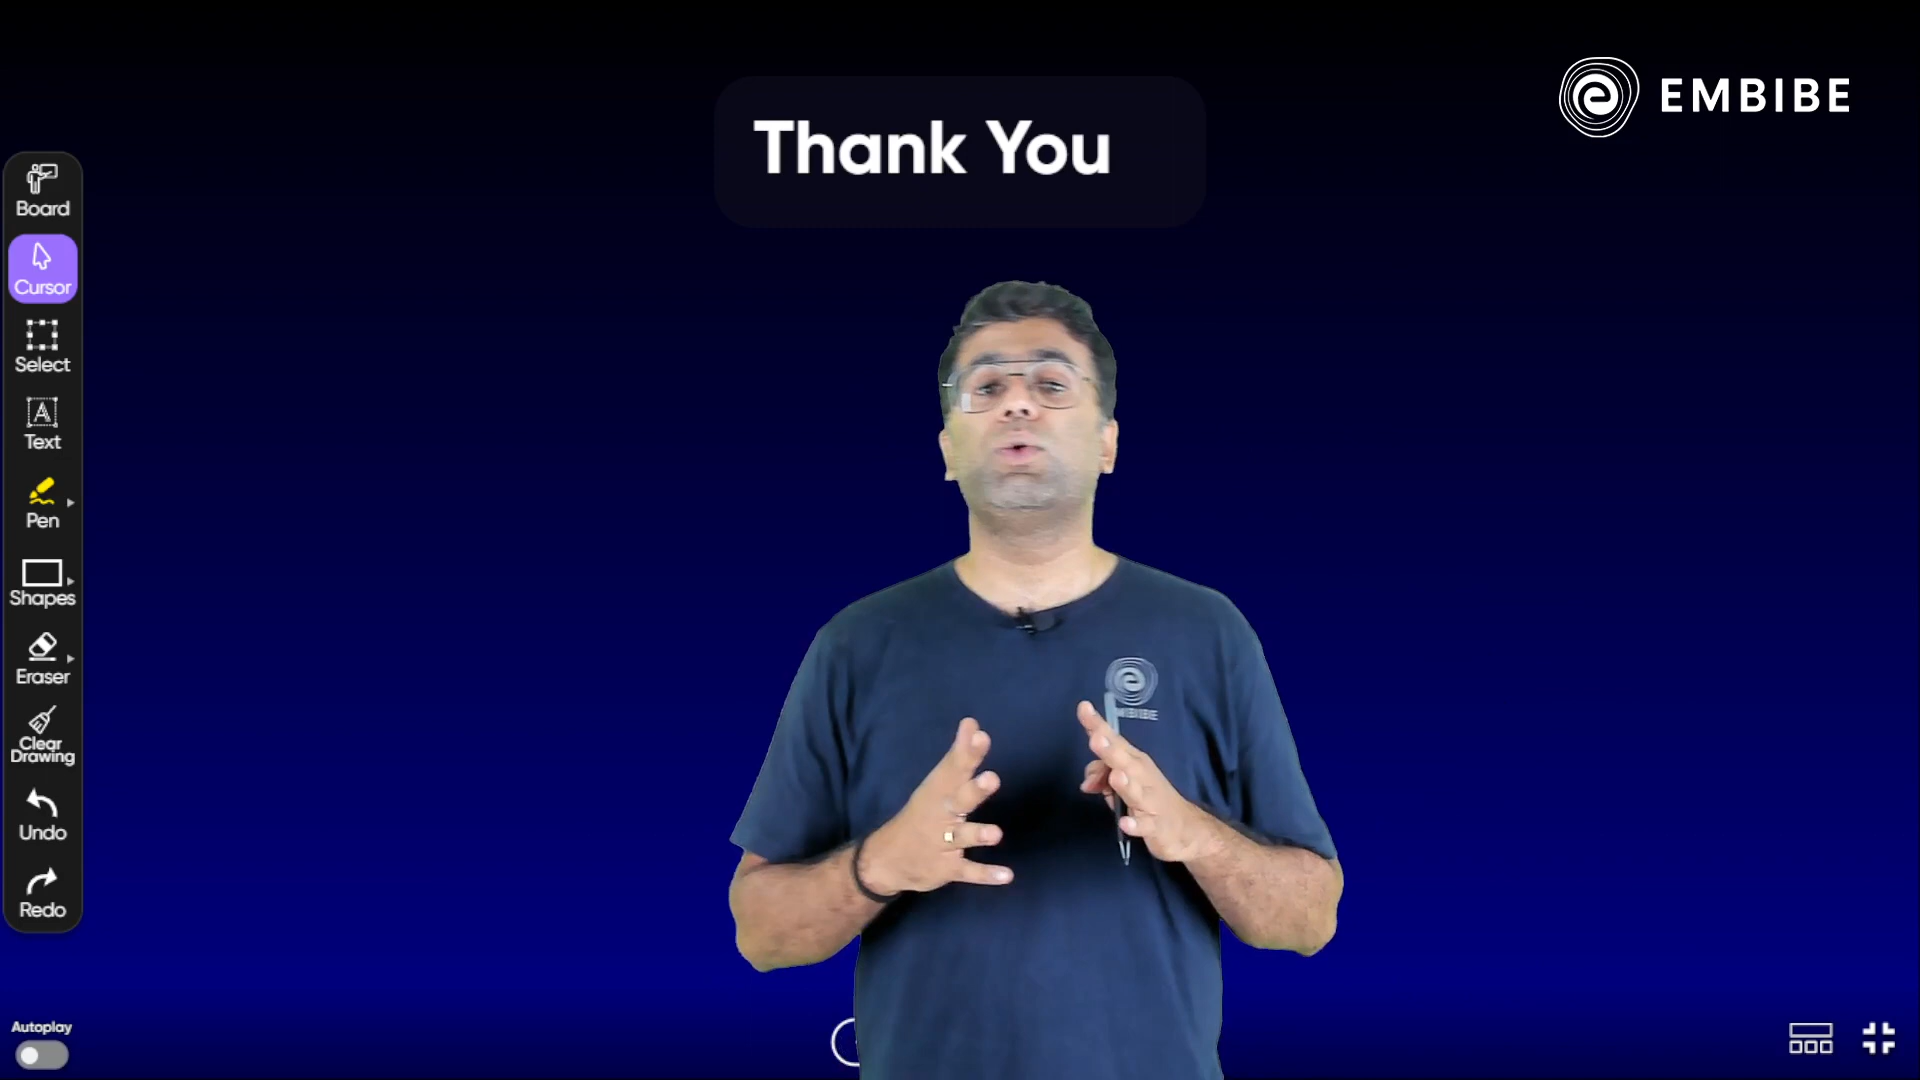 Thank You
EMBIBE
Board
Cursor
Select
Text
Pen
Shapes
Eraser
Clear
Drawing
Undo
Redo
Autoplay